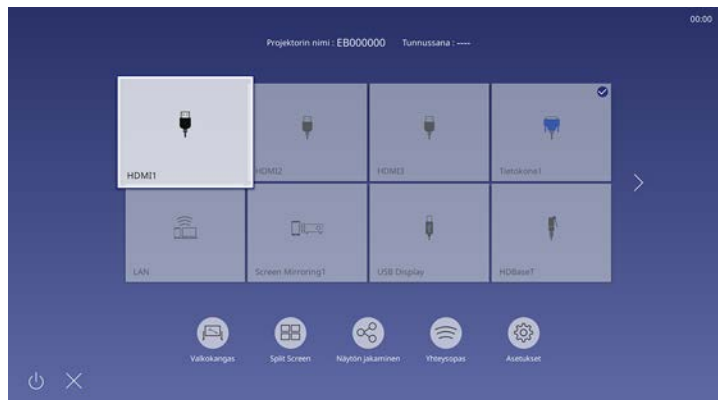 00:00
Projektorin nimi : EB000000 Tunnussana : ----
HDMI1
HDMI2
HDMI3
Tietokone1
LAN
Screen Mirroring1
USB Display
HDBaseT
Valkokangas
Split Screen
Näytön jakaminen
Yhteysopas
Asetukset